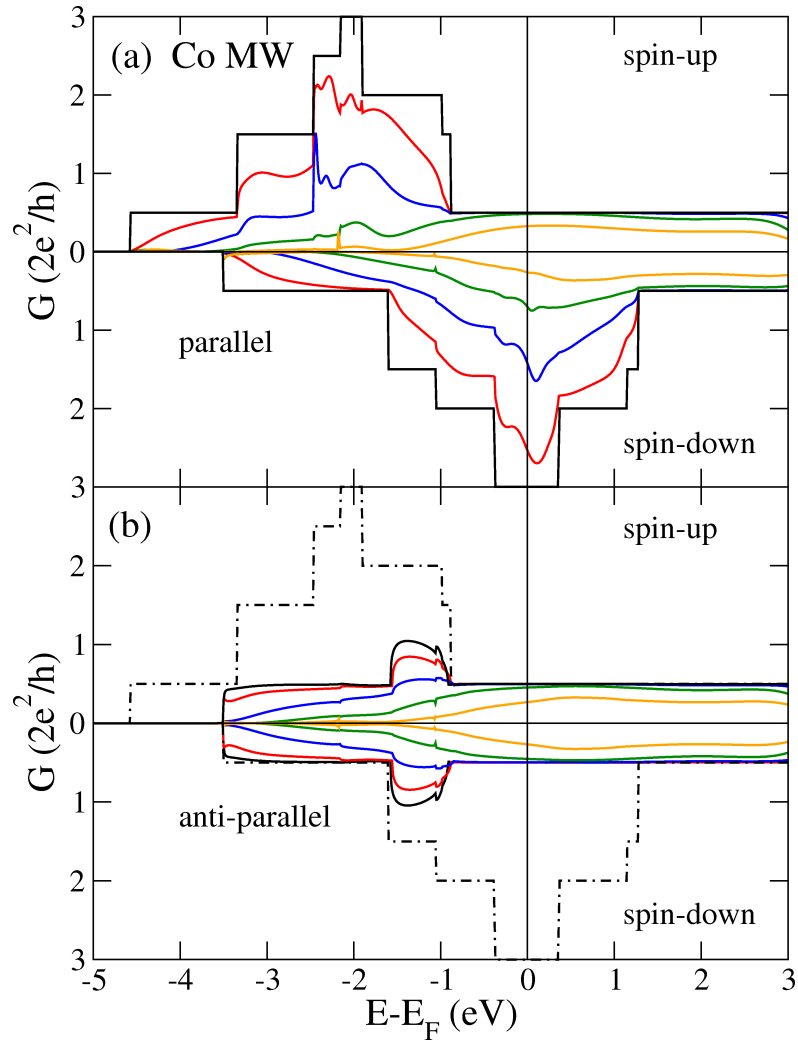 3
(a) Co MW
spin-up
2
1
0
1
parallel
2
spin-down
3
G (2e²/h)
(b)
spin-up
2
1
0
1
anti-parallel
2
spin-down
3
G (2e²/h)
-5 -4 -3 -2 -1 0 1 2 3
E-E_F (eV)